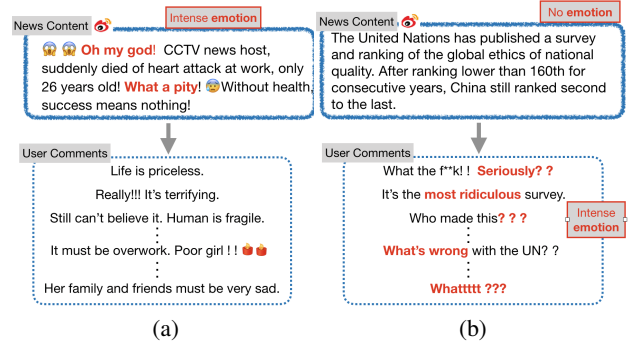 News Content
Intense emotion
😱 😱 Oh my god! CCTV news host,
suddenly died of heart attack at work, only
26 years old! What a pity! 😰Without health,
success means nothing!
User Comments
Life is priceless.
Really!!! It's terrifying.
Still can't believe it. Human is fragile.
It must be overwork. Poor girl ! !
Her family and friends must be very sad.
(a)
News Content
No emotion
The United Nations has published a survey
and ranking of the global ethics of national
quality. After ranking lower than 160th for
consecutive years, China still ranked second
to the last.
User Comments
What the f**k! ! Seriously? ?
It's the most ridiculous survey.
Who made this? ? ?
Intense
emotion
What's wrong with the UN? ?
Whattttt ???
(b)